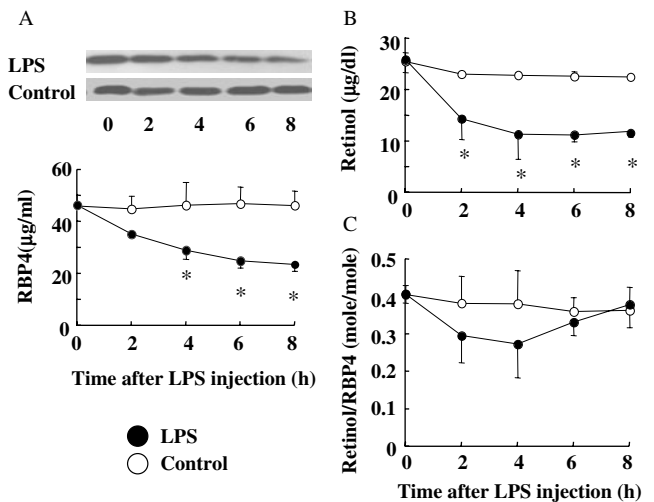 A
LPS
Control
0 2 4 6 8
RBP4(µg/ml)
60
40
20
0
* * *
0 2 4 6 8
Time after LPS injection (h)
LPS
Control
B
Retinol (µg/dl)
30
20
10
0
* * * *
0 2 4 6 8
C
Retinol/RBP4 (mole/mole)
0.5
0.4
0.3
0.2
0.1
0
0 2 4 6 8
Time after LPS injection (h)